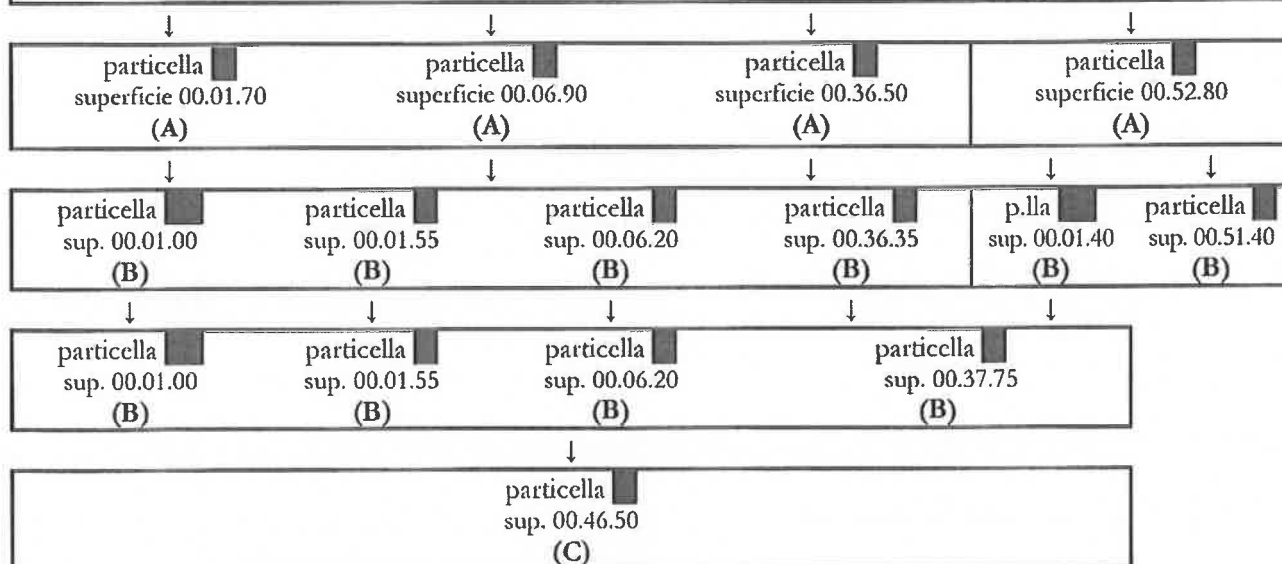 ↓ ↓ ↓ ↓
particella particella particella particella
superficie 00.01.70 superficie 00.06.90 superficie 00.36.50 superficie 00.52.80
(A) (A) (A) (A)
↓ ↓ ↓ ↓ ↓
particella particella particella particella p.lla particella
sup. 00.01.00 sup. 00.01.55 sup. 00.06.20 sup. 00.36.35 sup. 00.01.40 sup. 00.51.40
(B) (B) (B) (B) (B) (B)
↓ ↓ ↓ ↓ ↓
particella particella particella particella
sup. 00.01.00 sup. 00.01.55 sup. 00.06.20 sup. 00.37.75
(B) (B) (B) (B)
↓
particella
sup. 00.46.50
(C)